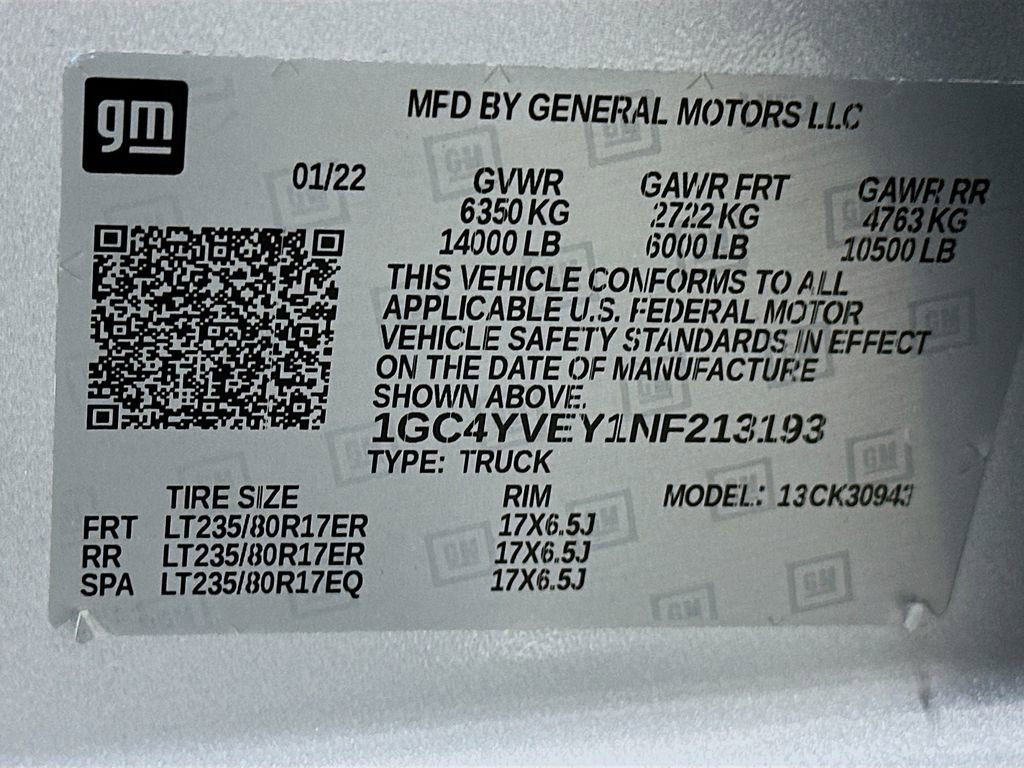 gm
MFD BY GENERAL MOTORS LLC
01/22 GVWR GAWR FRT GAWR RR
6350 KG 2722 KG 4763 KG
14000 LB 6000 LB 10500 LB
THIS VEHICLE CONFORMS TO ALL
APPLICABLE U.S. FEDERAL MOTOR
VEHICLE SAFETY STANDARDS IN EFFECT
ON THE DATE OF MANUFACTURE
SHOWN ABOVE.
1GC4YVEY1NF213193
TYPE: TRUCK
TIRE SIZE RIM MODEL: 13CK30943
FRT LT235/80R17ER 17X6.5J
RR LT235/80R17ER 17X6.5J
SPA LT235/80R17EQ 17X6.5J